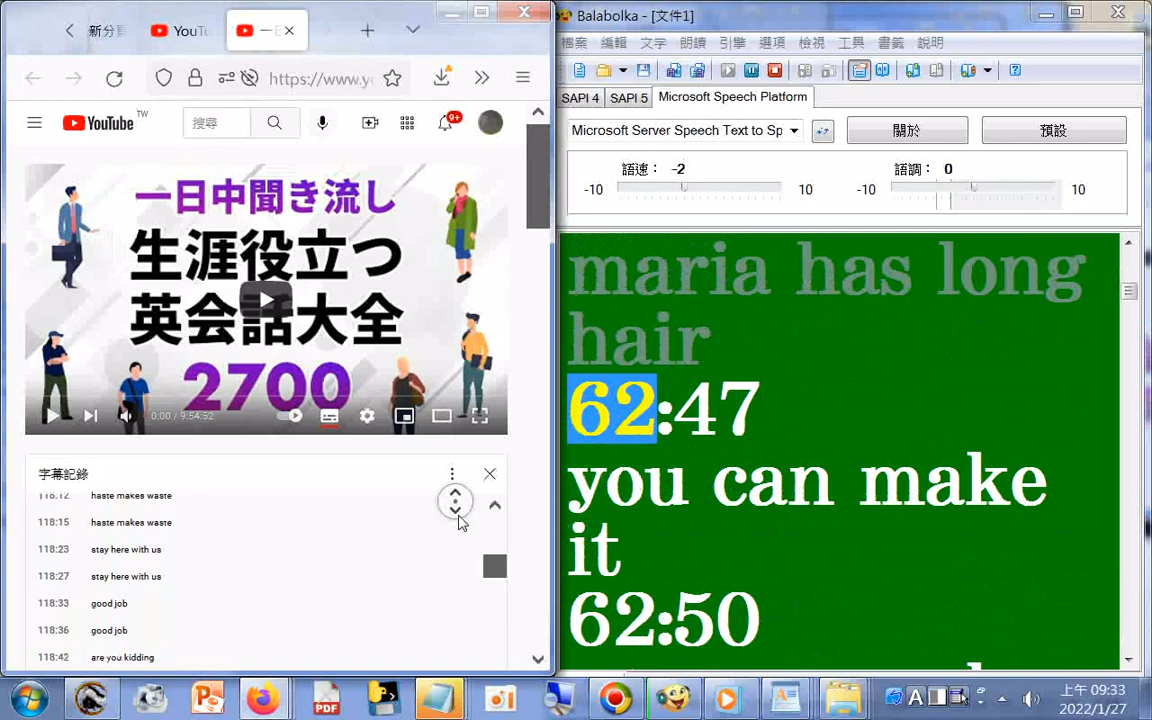 新分
YouTu
一E
https://www.y
YouTube
TW
搜尋
9+
一日中聞き流し
生涯役立つ
英会話大全
2700
0:00 / 9:54:52
字幕記錄
118:12 haste makes waste
118:15 haste makes waste
118:23 stay here with us
118:27 stay here with us
118:33 good job
118:36 good job
118:42 are you kidding
Balabolka - [文件1]
檔案 編輯 文字 朗讀 引擎 選項 檢視 工具 書籤 說明
SAPI 4 SAPI 5 Microsoft Speech Platform
Microsoft Server Speech Text to Sp
關於
預設
語速： -2
語調： 0
-10 10 -10 10
maria has long
hair
62:47
you can make
it
62:50
PDF
A
上午 09:33
2022/1/27